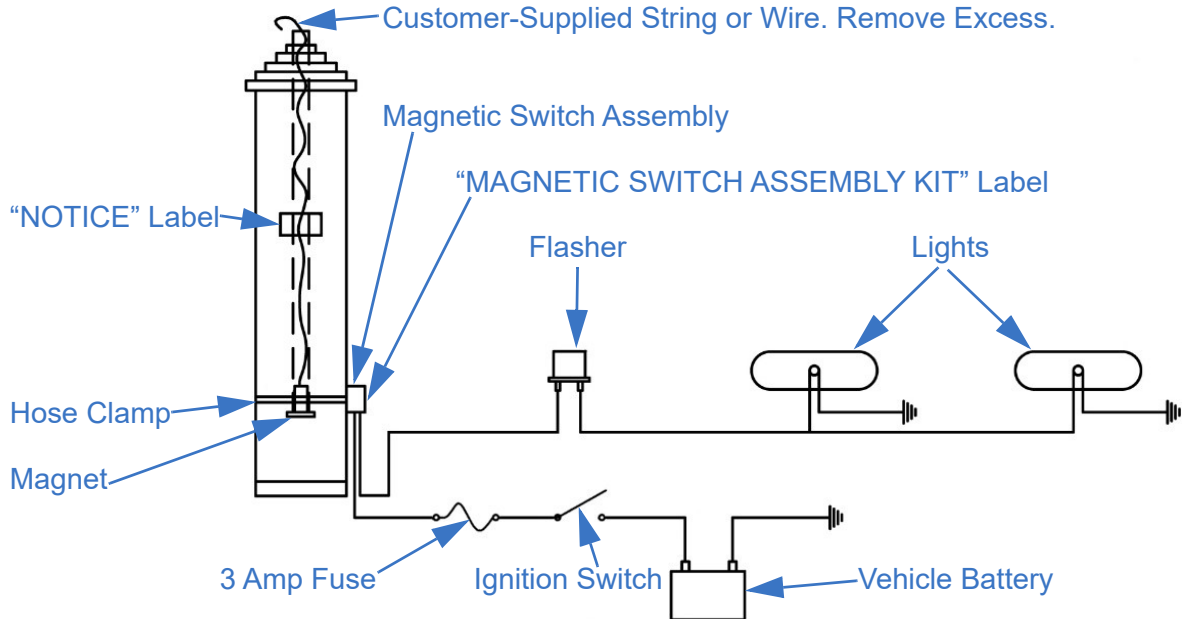 Customer-Supplied String or Wire. Remove Excess.
Magnetic Switch Assembly
“MAGNETIC SWITCH ASSEMBLY KIT” Label
“NOTICE” Label
Flasher
Lights
Hose Clamp
Magnet
3 Amp Fuse
Ignition Switch
Vehicle Battery